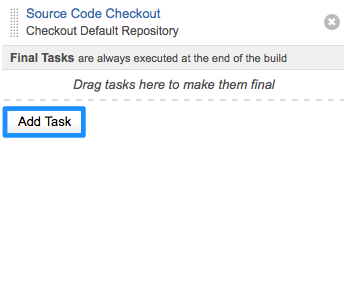 Source Code Checkout
Checkout Default Repository
Final Tasks are always executed at the end of the build
Drag tasks here to make them final
Add Task